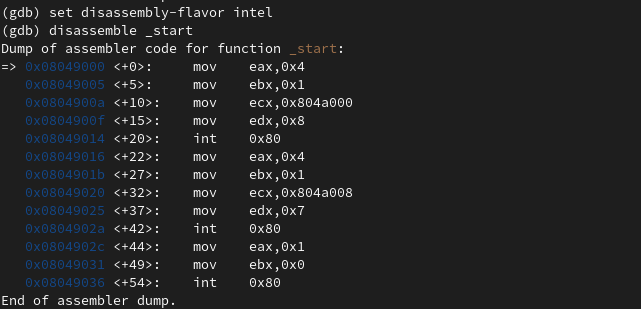 (gdb) set disassembly-flavor intel
(gdb) disassemble _start
Dump of assembler code for function _start:
=> 0x08049000 <+0>:     mov    eax,0x4
   0x08049005 <+5>:     mov    ebx,0x1
   0x0804900a <+10>:    mov    ecx,0x804a000
   0x0804900f <+15>:    mov    edx,0x8
   0x08049014 <+20>:    int    0x80
   0x08049016 <+22>:    mov    eax,0x4
   0x0804901b <+27>:    mov    ebx,0x1
   0x08049020 <+32>:    mov    ecx,0x804a008
   0x08049025 <+37>:    mov    edx,0x7
   0x0804902a <+42>:    int    0x80
   0x0804902c <+44>:    mov    eax,0x1
   0x08049031 <+49>:    mov    ebx,0x0
   0x08049036 <+54>:    int    0x80
End of assembler dump.